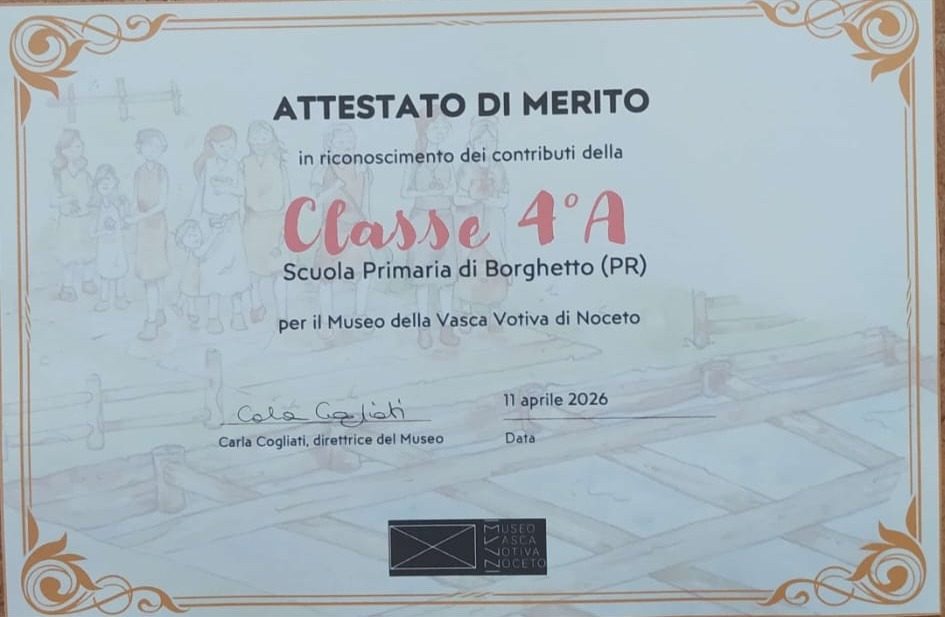 ATTESTATO DI MERITO
in riconoscimento dei contributi della
Classe 4°A
Scuola Primaria di Borghetto (PR)
per il Museo della Vasca Votiva di Noceto
Carla Cogliati
11 aprile 2026
Carla Cogliati, direttrice del Museo
Data
MUSEO
VASCA
VOTIVA
NOCETO